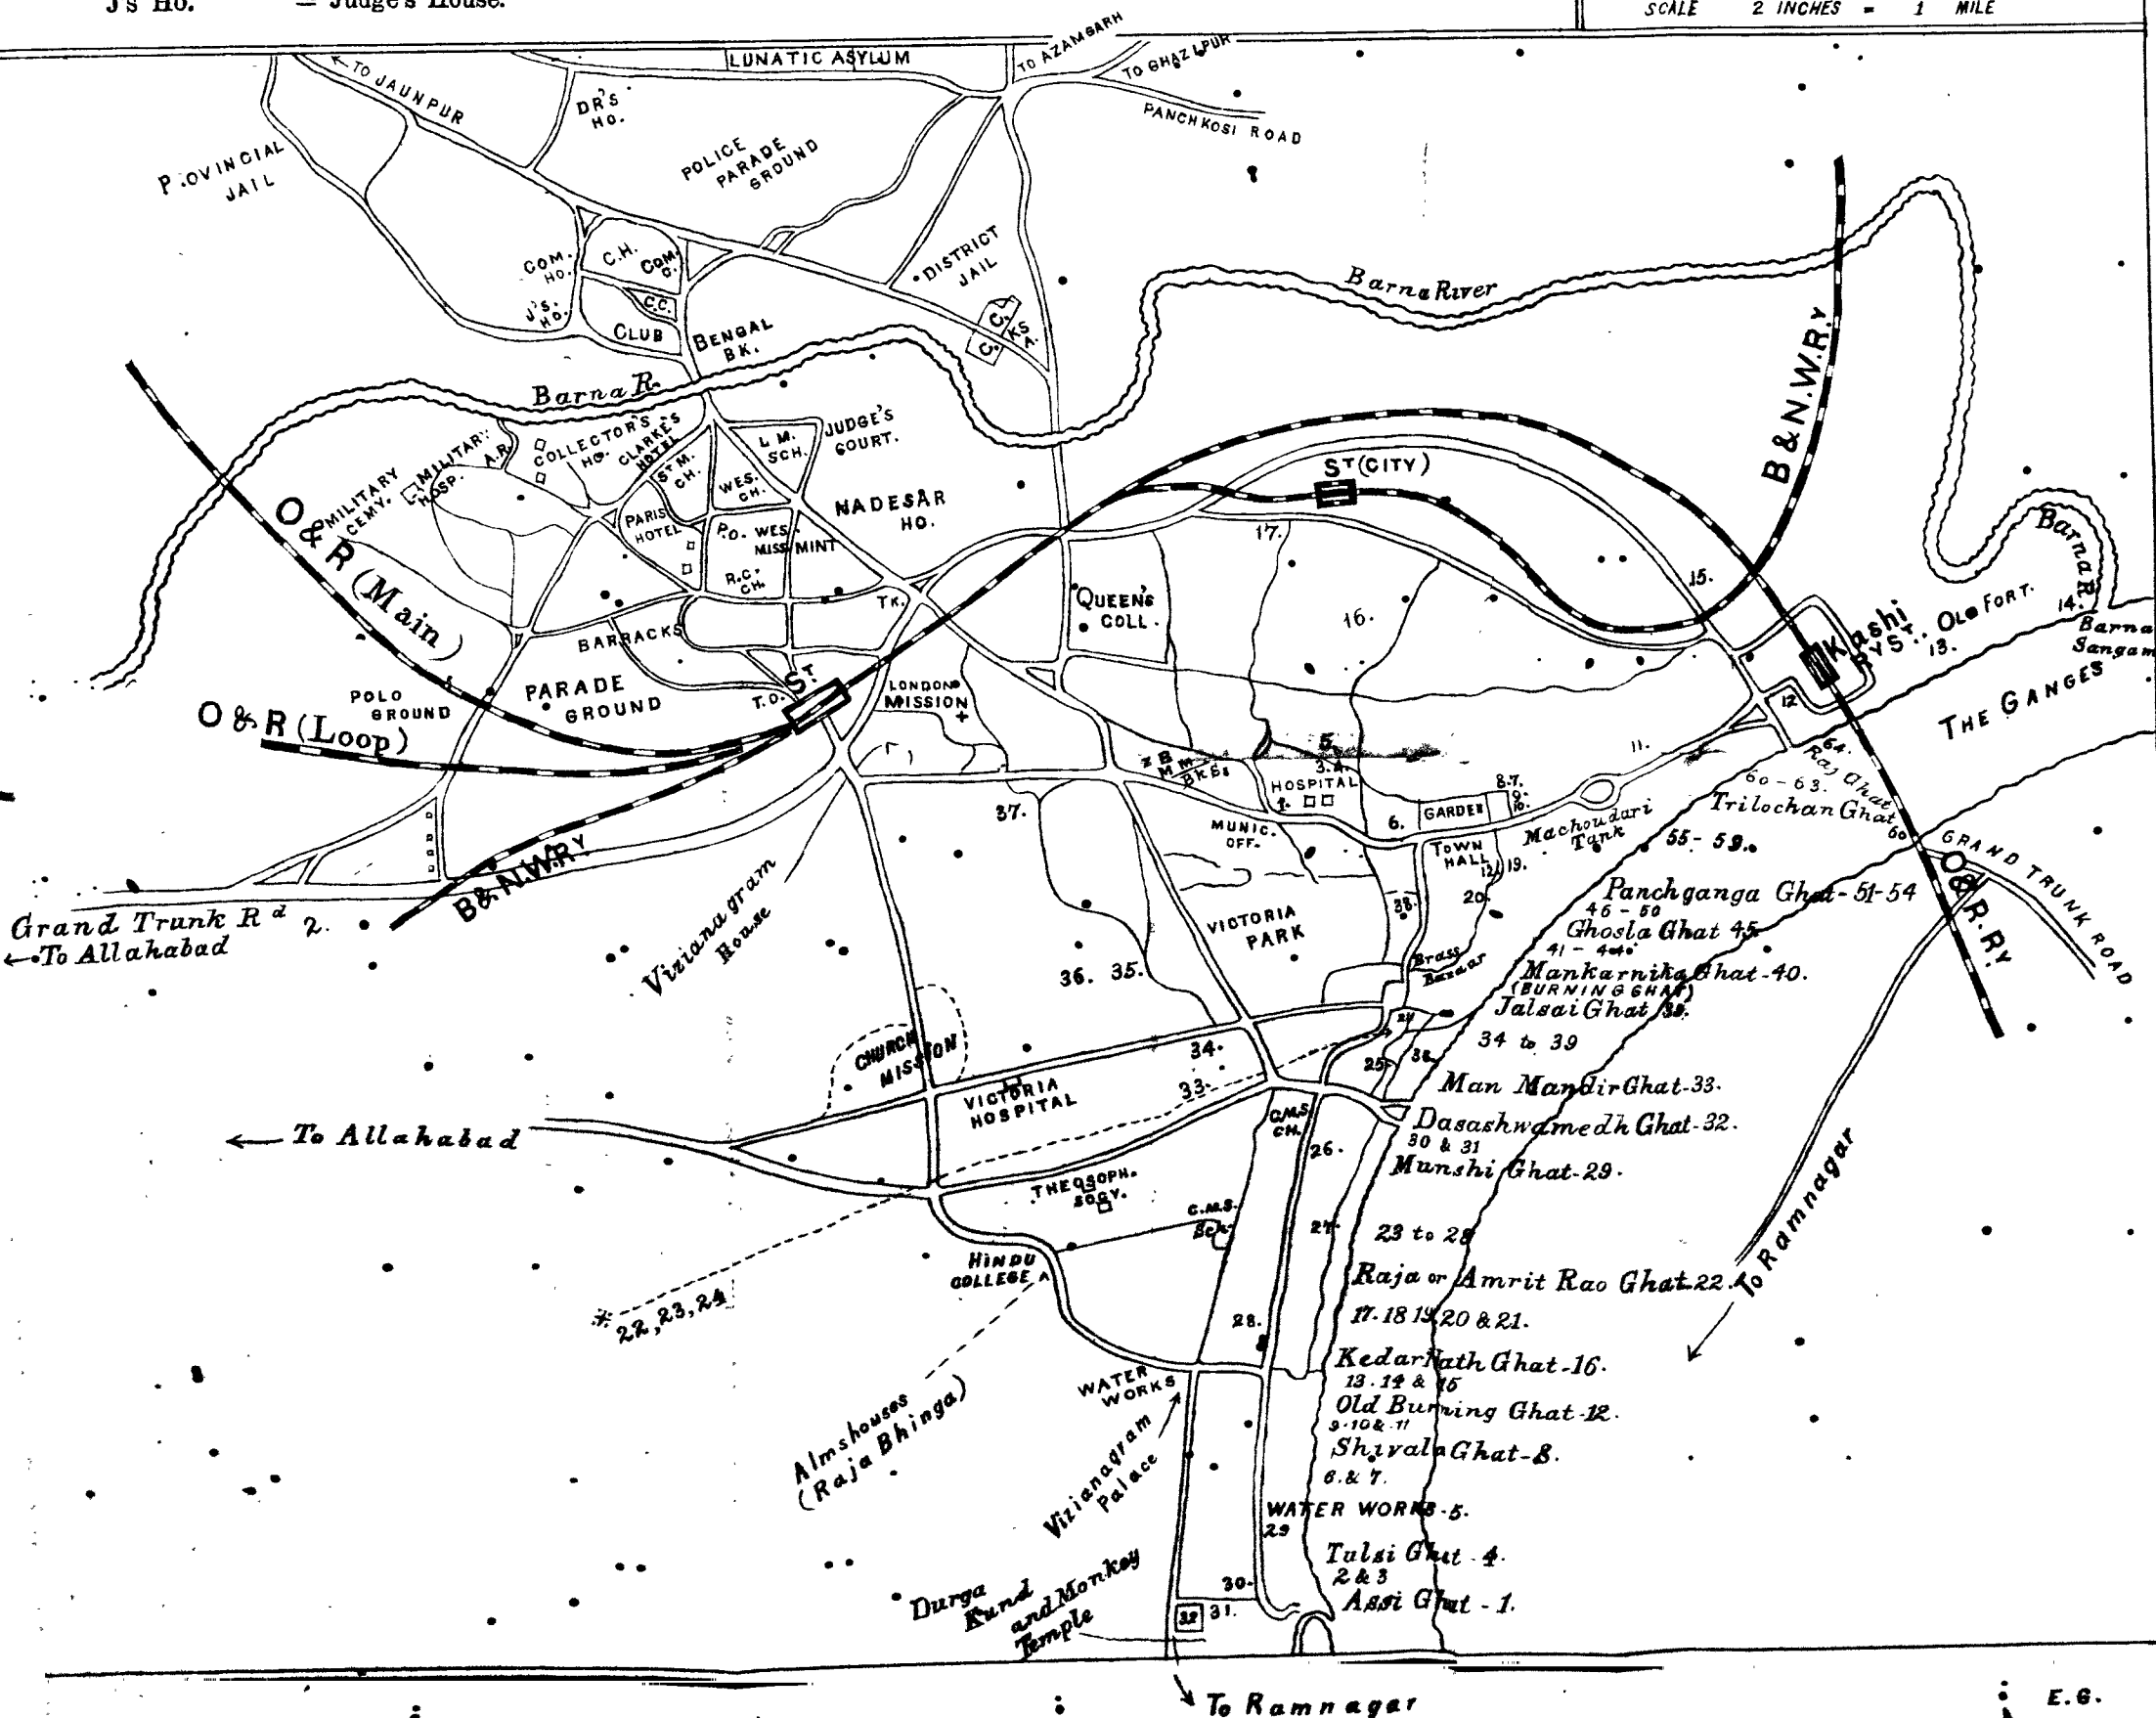 J's Ho. = Judge's House.
SCALE 2 INCHES = 1 MILE
LUNATIC ASYLUM
TO AZAMGARH
TO GHAZIPUR
PANCHKOSI ROAD
← TO JAUNPUR
DR'S
HO.
POLICE
PARADE
GROUND
P.OVINCIAL
JAIL
COM.
HO.
C.H.
COM.
O.
J'S.
HO.
C.C.
CLUB
BENGAL
BK.
DISTRICT
JAIL
C.
C.
KS
A.
Barna River
Barna R.
B & N.W.RY
MILITARY
HOSP.
A.R.
COLLECTOR'S
HO.
CLARKE'S
HOTEL
ST M.
CH.
L M.
SCH.
JUDGE'S
COURT.
WES.
CH.
MILITARY
CEMY.
PARIS
HOTEL
P.O.
WES
MISS
MINT
R.C.
CH.
NADESAR
HO.
ST (CITY)
17.
O & R (Main)
TK.
QUEEN'S
COLL.
16.
15.
Kashi
RY ST.
OLD FORT.
13.
14.
Barna R.
Barna
Sangam
THE GANGES
BARRACKS
POLO
GROUND
PARADE
GROUND
T.O.
ST.
LONDON
MISSION
O & R (Loop)
12
11.
64.
Raj Ghat
60-63.
Trilochan Ghat
60
5.
3.4.
HOSPITAL
1.
BKS.
MUNIC.
OFF.
6.
GARDEN
8.7.
9.
10.
TOWN
HALL
12
19.
Machoudari
Tank
55-59.
37.
B & N.W.RY
Grand Trunk Rd 2.
← To Allahabad
Vizianagram
House
GRAND TRUNK ROAD
O & R. RY.
Panchganga Ghat-51-54
46-50
Ghosla Ghat 45
41-44
Mankarnika Ghat-40.
(BURNING GHAT)
Jalsai Ghat 39.
34 to 39
38.
20.
VICTORIA
PARK
Brass
Bazaar
36. 35.
CHURCH
MISSION
34.
33.
25
VICTORIA
HOSPITAL
Man Mandir Ghat-33.
Dasashwamedh Ghat-32.
30 & 31
Munshi Ghat-29.
C.M.S.
CH.
26.
← To Allahabad
THEOSOPH.
SOCY.
C.M.S.
Sch.
27.
23 to 28
HINDU
COLLEGE
* 22, 23, 24
Raja or Amrit Rao Ghat-22.
17.18 19,20 & 21.
28.
To Ramnagar
Kedar Nath Ghat-16.
13.14 & 15
WATER
WORKS
Old Burning Ghat-12.
9.10 & 11
Almshouses
(Raja Bhinga)
Shivala Ghat-8.
6. & 7.
Vizianagram
Palace
WATER WORKS-5.
29
Tulsi Ghat-4.
2 & 3
Assi Ghat-1.
30.
31.
32
Durga
Kund
and Monkey
Temple
To Ramnagar
E.G.